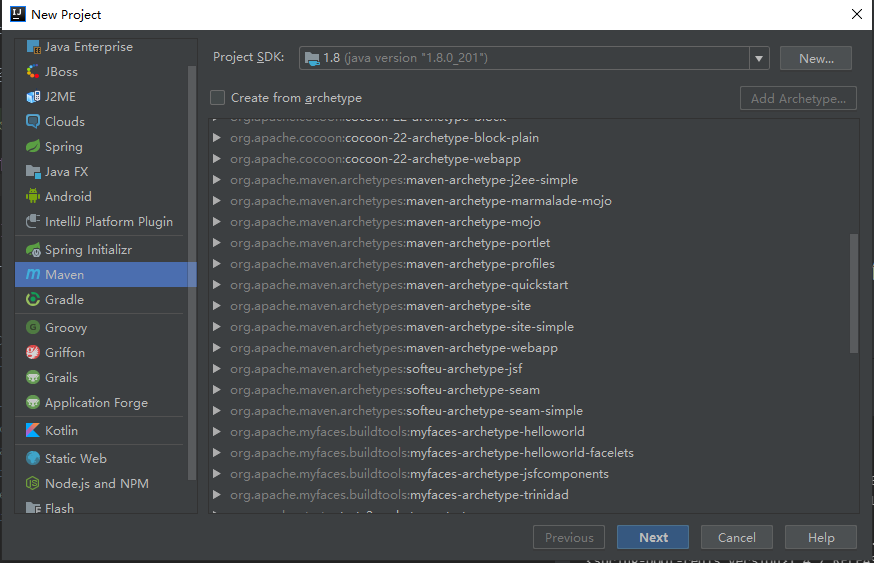 New Project
Java Enterprise
JBoss
J2ME
Clouds
Spring
Java FX
Android
IntelliJ Platform Plugin
Spring Initializr
Maven
Gradle
Groovy
Griffon
Grails
Application Forge
Kotlin
Static Web
Node.js and NPM
Flash
Project SDK:
1.8 (java version "1.8.0_201")
New...
Create from archetype
Add Archetype...
org.apache.cocoon:cocoon-22-archetype-block
org.apache.cocoon:cocoon-22-archetype-block-plain
org.apache.cocoon:cocoon-22-archetype-webapp
org.apache.maven.archetypes:maven-archetype-j2ee-simple
org.apache.maven.archetypes:maven-archetype-marmalade-mojo
org.apache.maven.archetypes:maven-archetype-mojo
org.apache.maven.archetypes:maven-archetype-portlet
org.apache.maven.archetypes:maven-archetype-profiles
org.apache.maven.archetypes:maven-archetype-quickstart
org.apache.maven.archetypes:maven-archetype-site
org.apache.maven.archetypes:maven-archetype-site-simple
org.apache.maven.archetypes:maven-archetype-webapp
org.apache.maven.archetypes:softeu-archetype-jsf
org.apache.maven.archetypes:softeu-archetype-seam
org.apache.maven.archetypes:softeu-archetype-seam-simple
org.apache.myfaces.buildtools:myfaces-archetype-helloworld
org.apache.myfaces.buildtools:myfaces-archetype-helloworld-facelets
org.apache.myfaces.buildtools:myfaces-archetype-jsfcomponents
org.apache.myfaces.buildtools:myfaces-archetype-trinidad
Previous
Next
Cancel
Help